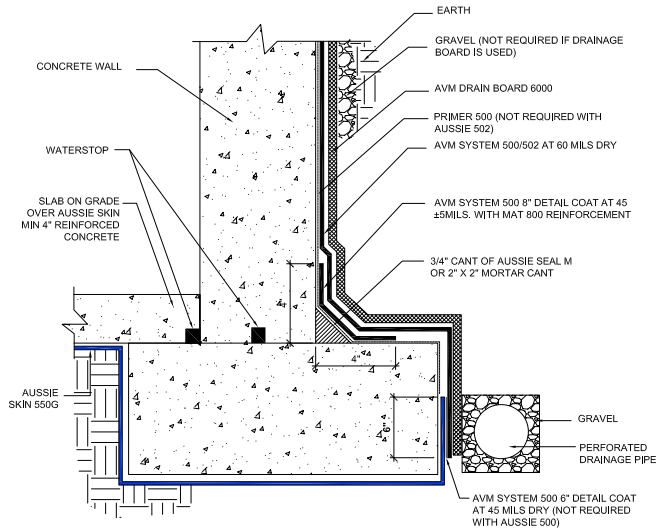 EARTH
GRAVEL (NOT REQUIRED IF DRAINAGE
BOARD IS USED)
CONCRETE WALL
AVM DRAIN BOARD 6000
PRIMER 500 (NOT REQUIRED WITH
AUSSIE 502)
WATERSTOP
AVM SYSTEM 500/502 AT 60 MILS DRY
SLAB ON GRADE
OVER AUSSIE SKIN
MIN 4" REINFORCED
CONCRETE
AVM SYSTEM 500 8" DETAIL COAT AT 45
±5MILS. WITH MAT 800 REINFORCEMENT
3/4" CANT OF AUSSIE SEAL M
OR 2" X 2" MORTAR CANT
4"
4"
AUSSIE
SKIN 550G
6"
GRAVEL
PERFORATED
DRAINAGE PIPE
AVM SYSTEM 500 6" DETAIL COAT
AT 45 MILS DRY (NOT REQUIRED
WITH AUSSIE 500)